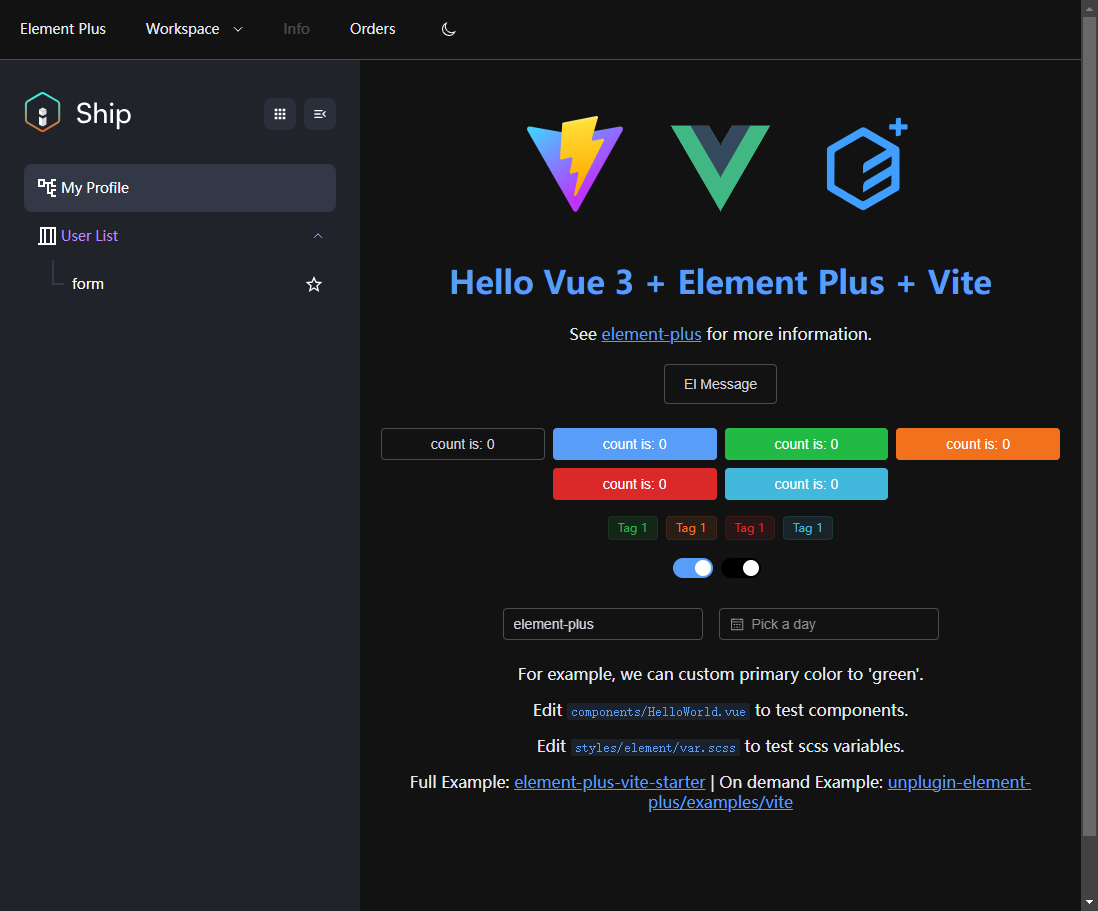 Element Plus Workspace Info Orders
Ship
My Profile
User List
form
Hello Vue 3 + Element Plus + Vite
See element-plus for more information.
El Message
count is: 0 count is: 0 count is: 0 count is: 0
count is: 0 count is: 0
Tag 1 Tag 1 Tag 1 Tag 1
element-plus Pick a day
For example, we can custom primary color to 'green'.
Edit components/HelloWorld.vue to test components.
Edit styles/element/var.scss to test scss variables.
Full Example: element-plus-vite-starter | On demand Example: unplugin-element-
plus/examples/vite